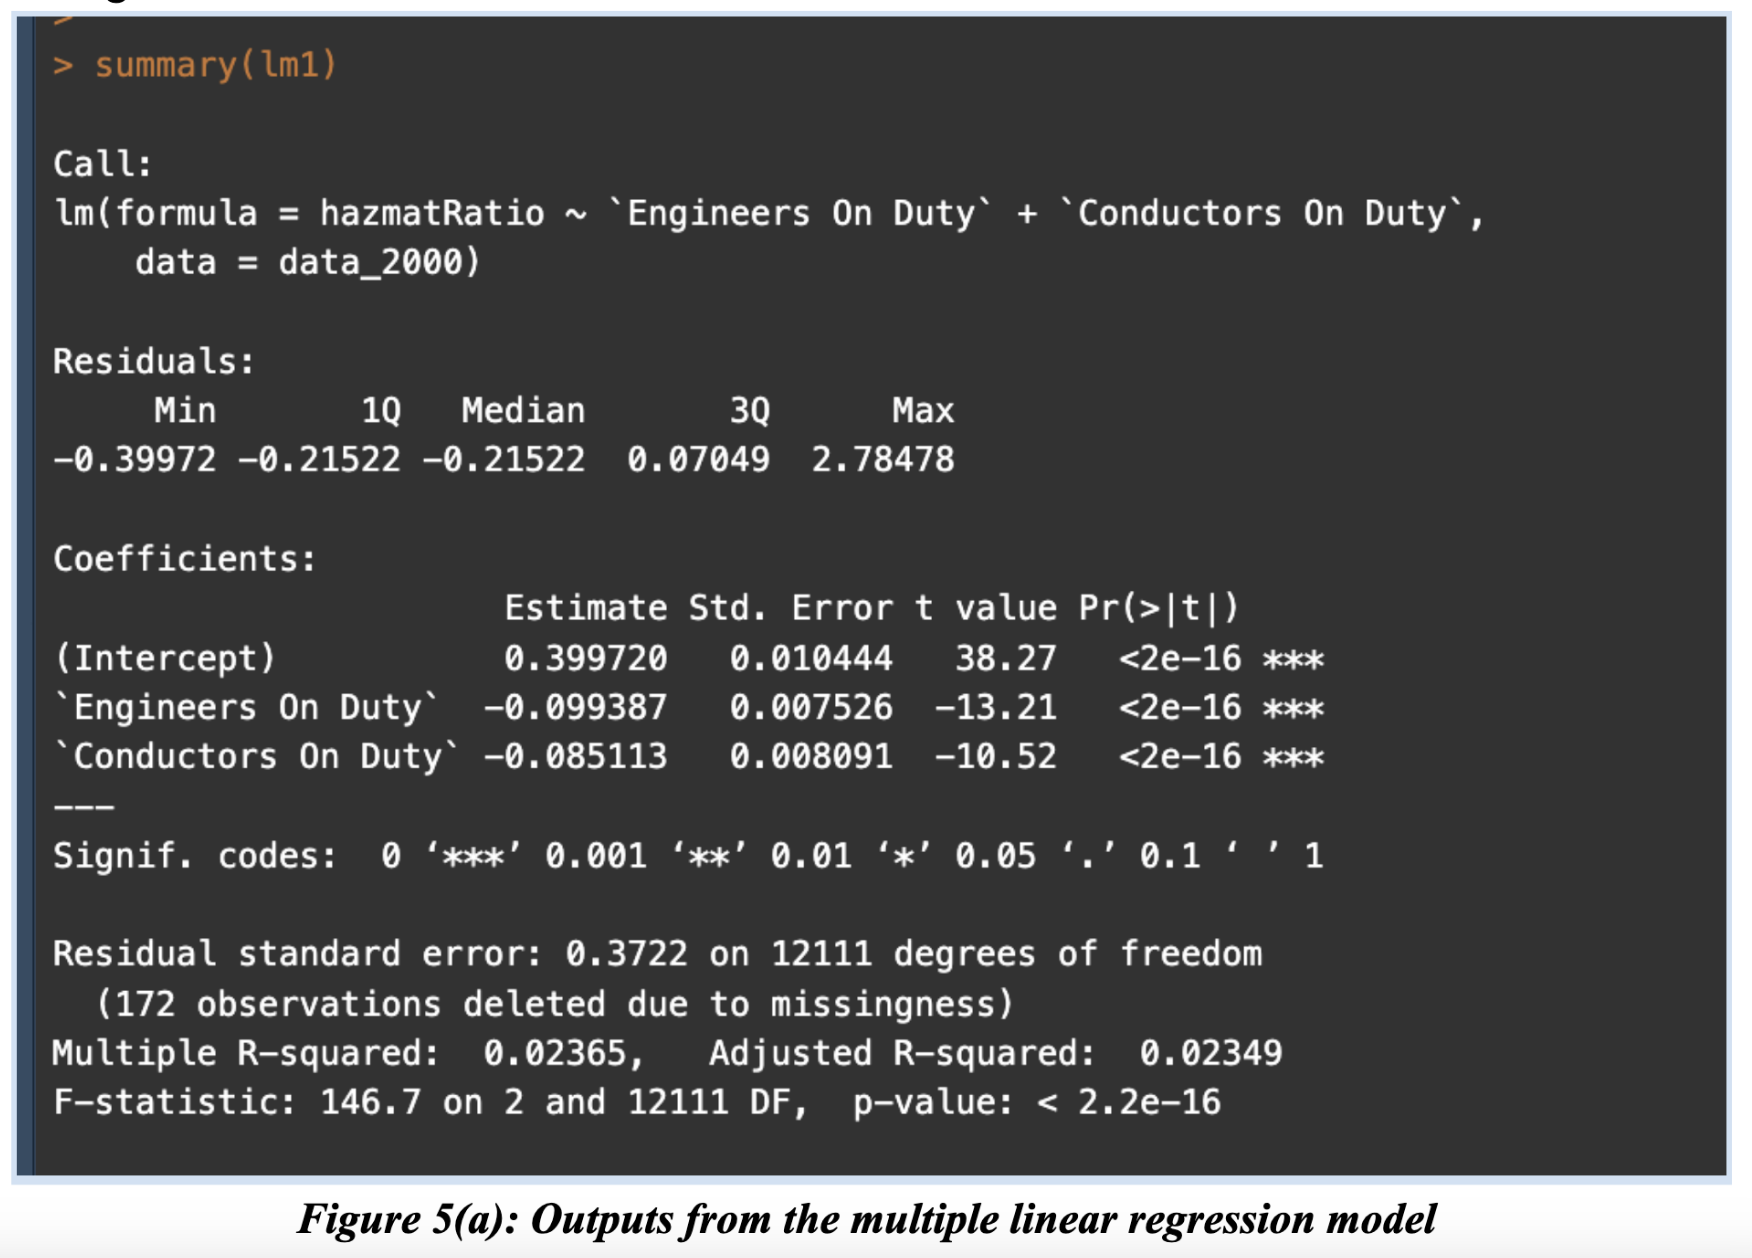 >
> summary(lm1)
Call:
lm(formula = hazmatRatio ~ `Engineers On Duty` + `Conductors On Duty`,
    data = data_2000)
Residuals:
     Min       1Q   Median       3Q      Max
-0.39972 -0.21522 -0.21522  0.07049  2.78478
Coefficients:
                      Estimate Std. Error t value Pr(>|t|)
(Intercept)           0.399720   0.010444   38.27   <2e-16 ***
`Engineers On Duty`  -0.099387   0.007526  -13.21   <2e-16 ***
`Conductors On Duty` -0.085113   0.008091  -10.52   <2e-16 ***
---
Signif. codes:  0 ‘***’ 0.001 ‘**’ 0.01 ‘*’ 0.05 ‘.’ 0.1 ‘ ’ 1
Residual standard error: 0.3722 on 12111 degrees of freedom
  (172 observations deleted due to missingness)
Multiple R-squared:  0.02365,   Adjusted R-squared:  0.02349
F-statistic: 146.7 on 2 and 12111 DF,  p-value: < 2.2e-16
Figure 5(a): Outputs from the multiple linear regression model